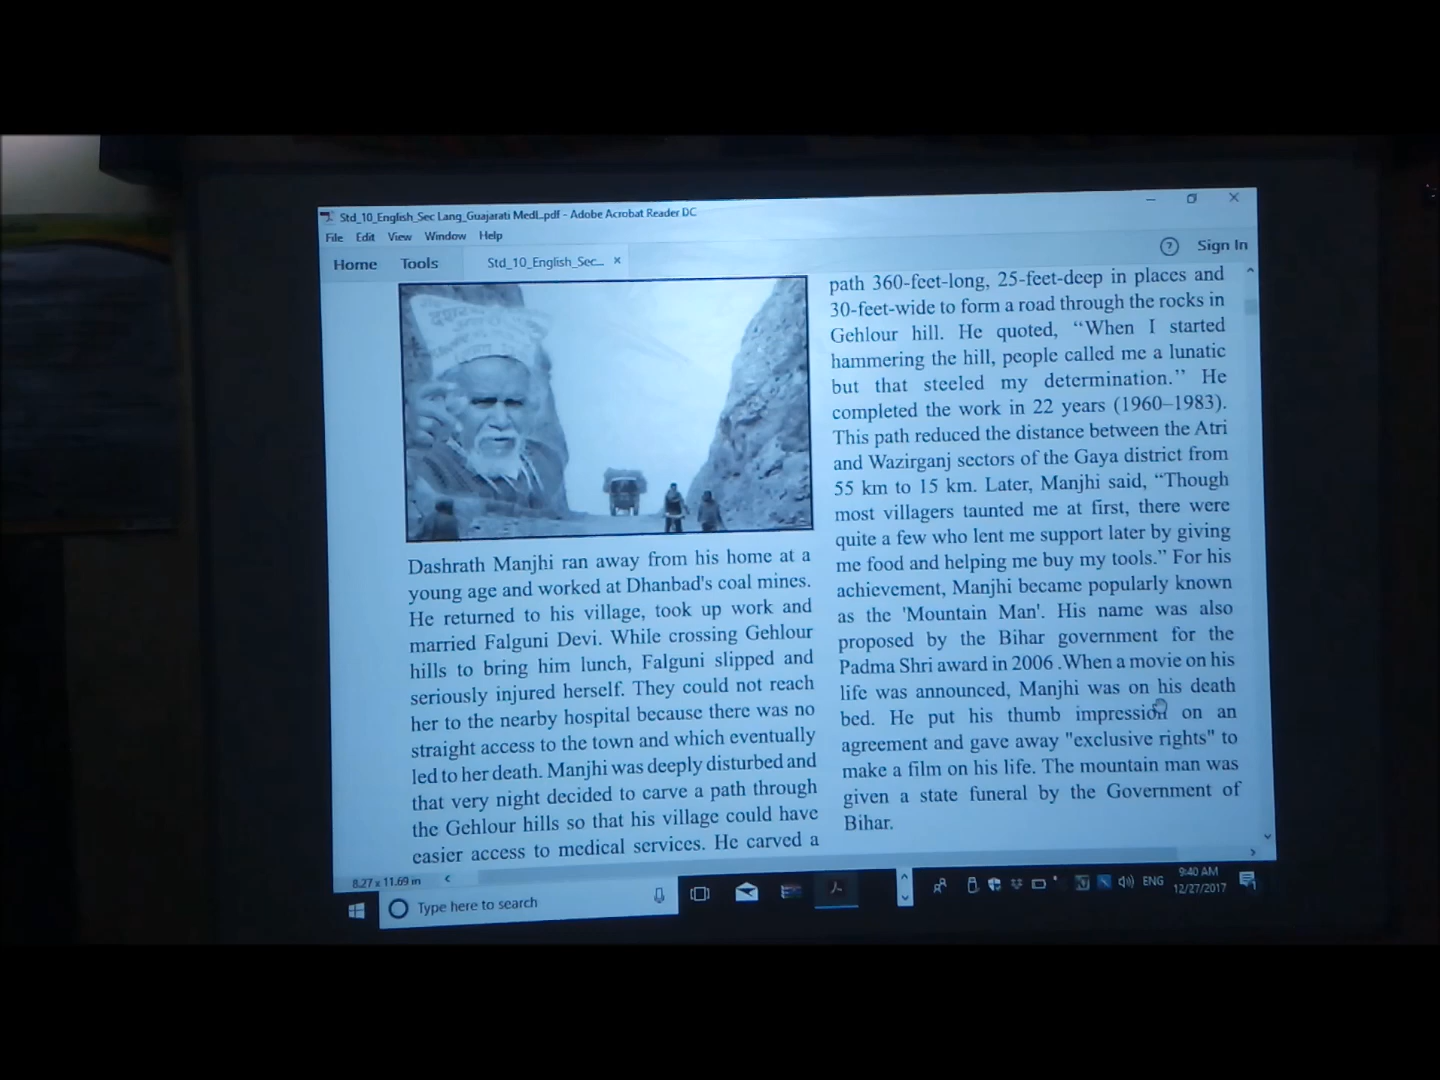 Std_10_English_Sec Lang_Guajarati MedI..pdf - Adobe Acrobat Reader DC
File Edit View Window Help
Home Tools Std_10_English_Sec... ×
? Sign In
Dashrath Manjhi ran away from his home at a
young age and worked at Dhanbad's coal mines.
He returned to his village, took up work and
married Falguni Devi. While crossing Gehlour
hills to bring him lunch, Falguni slipped and
seriously injured herself. They could not reach
her to the nearby hospital because there was no
straight access to the town and which eventually
led to her death. Manjhi was deeply disturbed and
that very night decided to carve a path through
the Gehlour hills so that his village could have
easier access to medical services. He carved a
path 360-feet-long, 25-feet-deep in places and
30-feet-wide to form a road through the rocks in
Gehlour hill. He quoted, “When I started
hammering the hill, people called me a lunatic
but that steeled my determination.” He
completed the work in 22 years (1960–1983).
This path reduced the distance between the Atri
and Wazirganj sectors of the Gaya district from
55 km to 15 km. Later, Manjhi said, “Though
most villagers taunted me at first, there were
quite a few who lent me support later by giving
me food and helping me buy my tools.” For his
achievement, Manjhi became popularly known
as the 'Mountain Man'. His name was also
proposed by the Bihar government for the
Padma Shri award in 2006 .When a movie on his
life was announced, Manjhi was on his death
bed. He put his thumb impression on an
agreement and gave away "exclusive rights" to
make a film on his life. The mountain man was
given a state funeral by the Government of
Bihar.
8.27 x 11.69 in
Type here to search
ENG
9:40 AM
12/27/2017